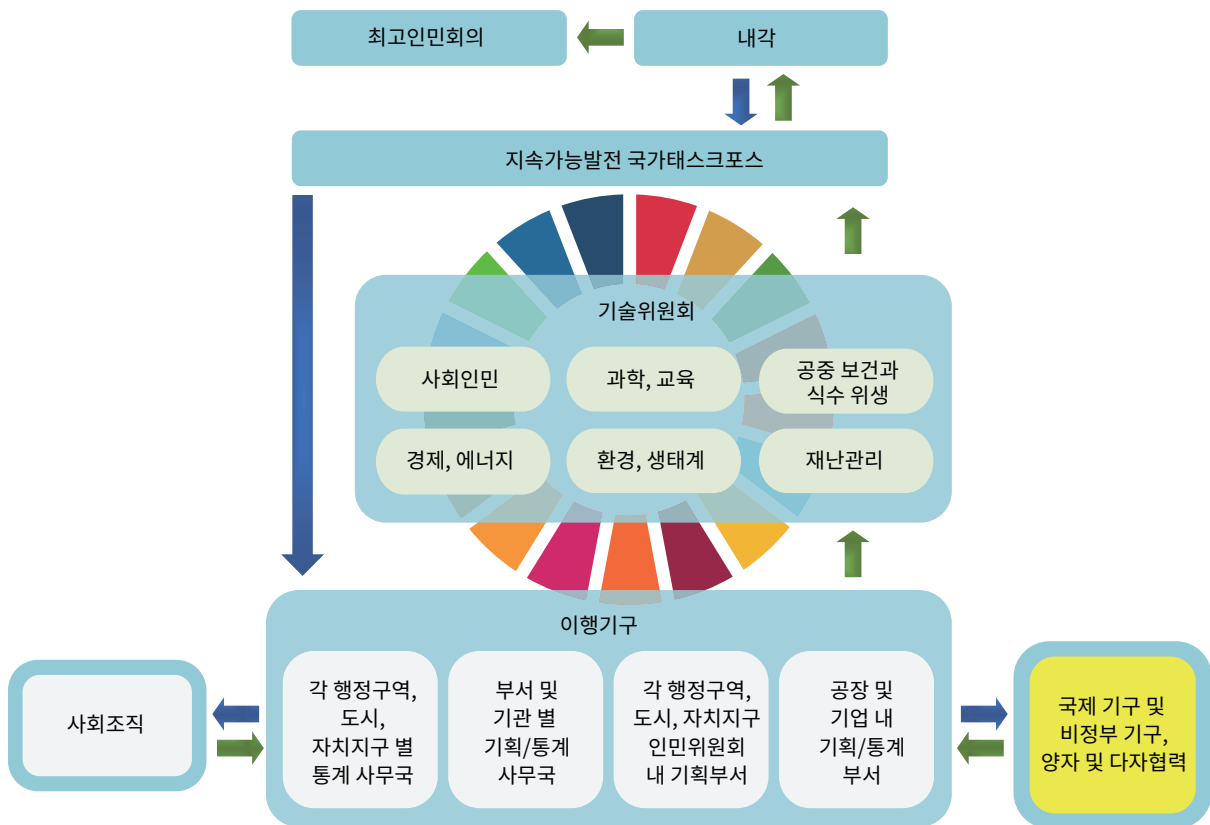 최고인민회의
내각
지속가능발전 국가태스크포스
기술위원회
사회인민
과학, 교육
공중 보건과
식수 위생
경제, 에너지
환경, 생태계
재난관리
이행기구
사회조직
각 행정구역,
도시,
자치지구 별
통계 사무국
부서 및
기관 별
기획/통계
사무국
각 행정구역,
도시, 자치지구
인민위원회
내 기획부서
공장 및
기업 내
기획/통계
부서
국제 기구 및
비정부 기구,
양자 및 다자협력